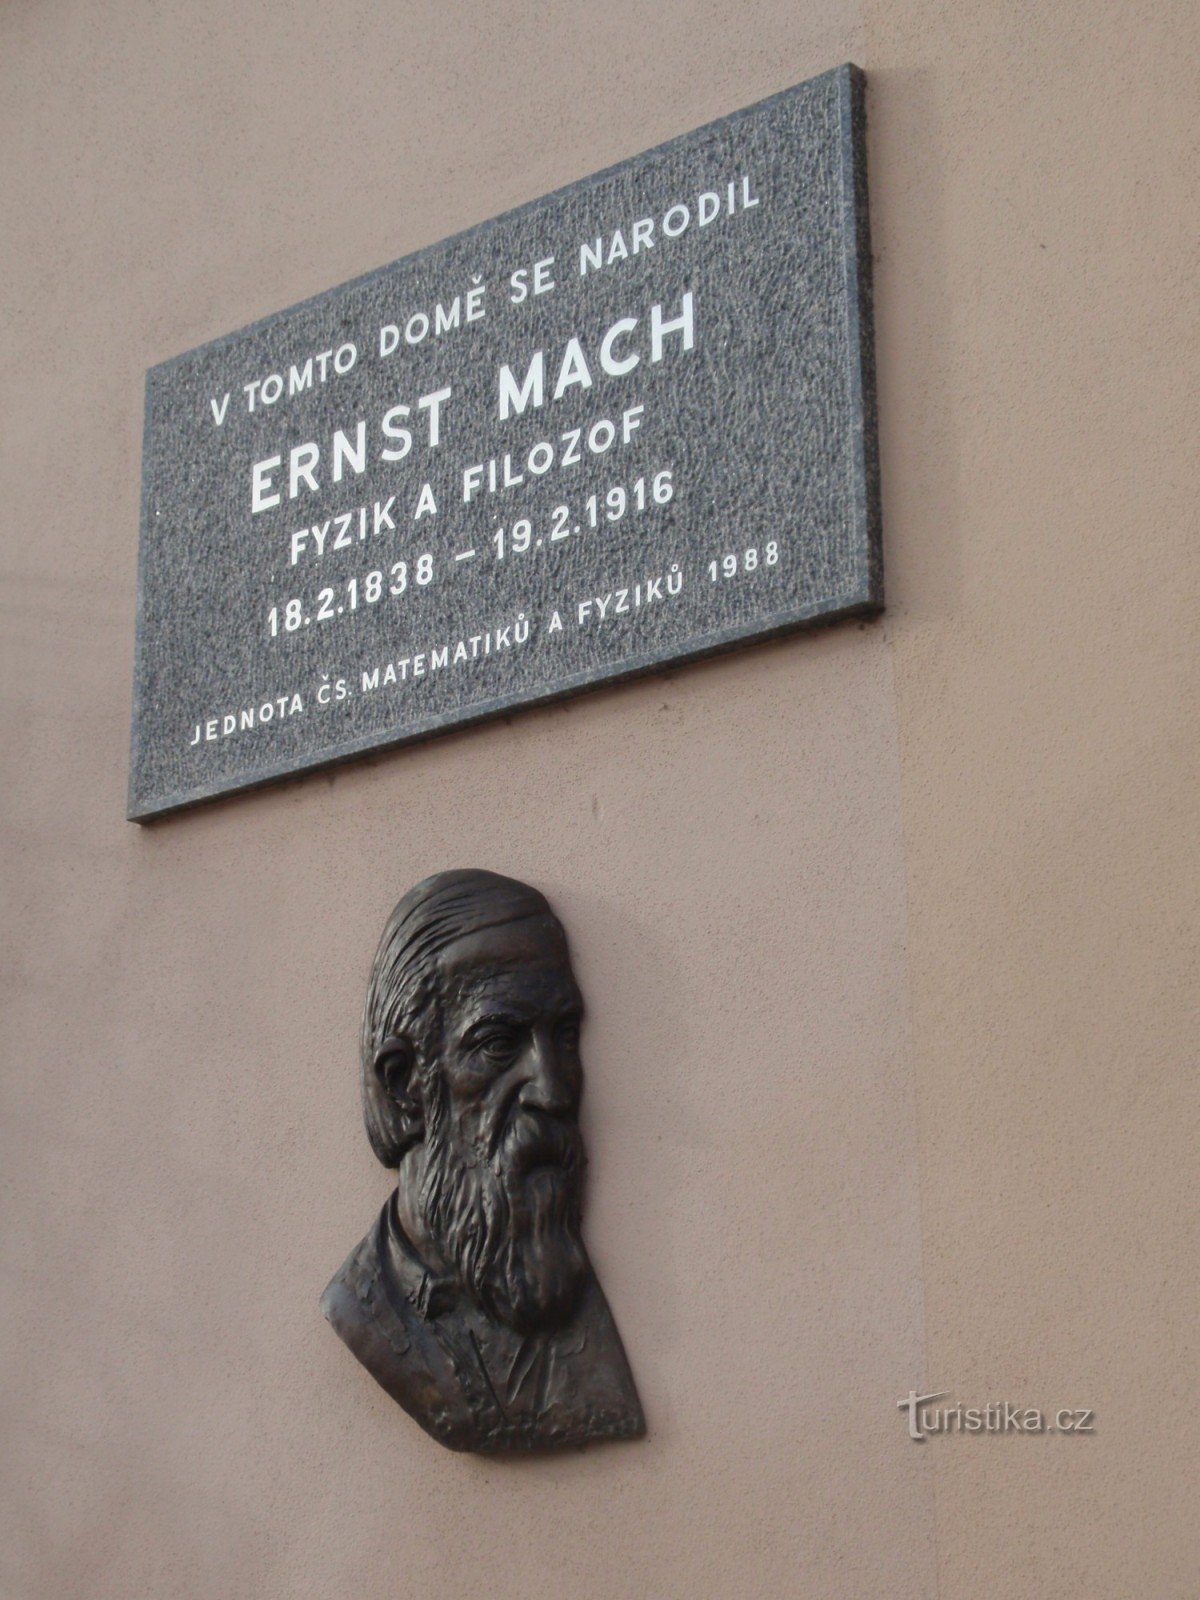 V TOMTO DOMĚ SE NARODIL
ERNST MACH
FYZIK A FILOZOF
18.2.1838 – 19.2.1916
JEDNOTA ČS. MATEMATIKŮ A FYZIKŮ 1988
Turistika.cz